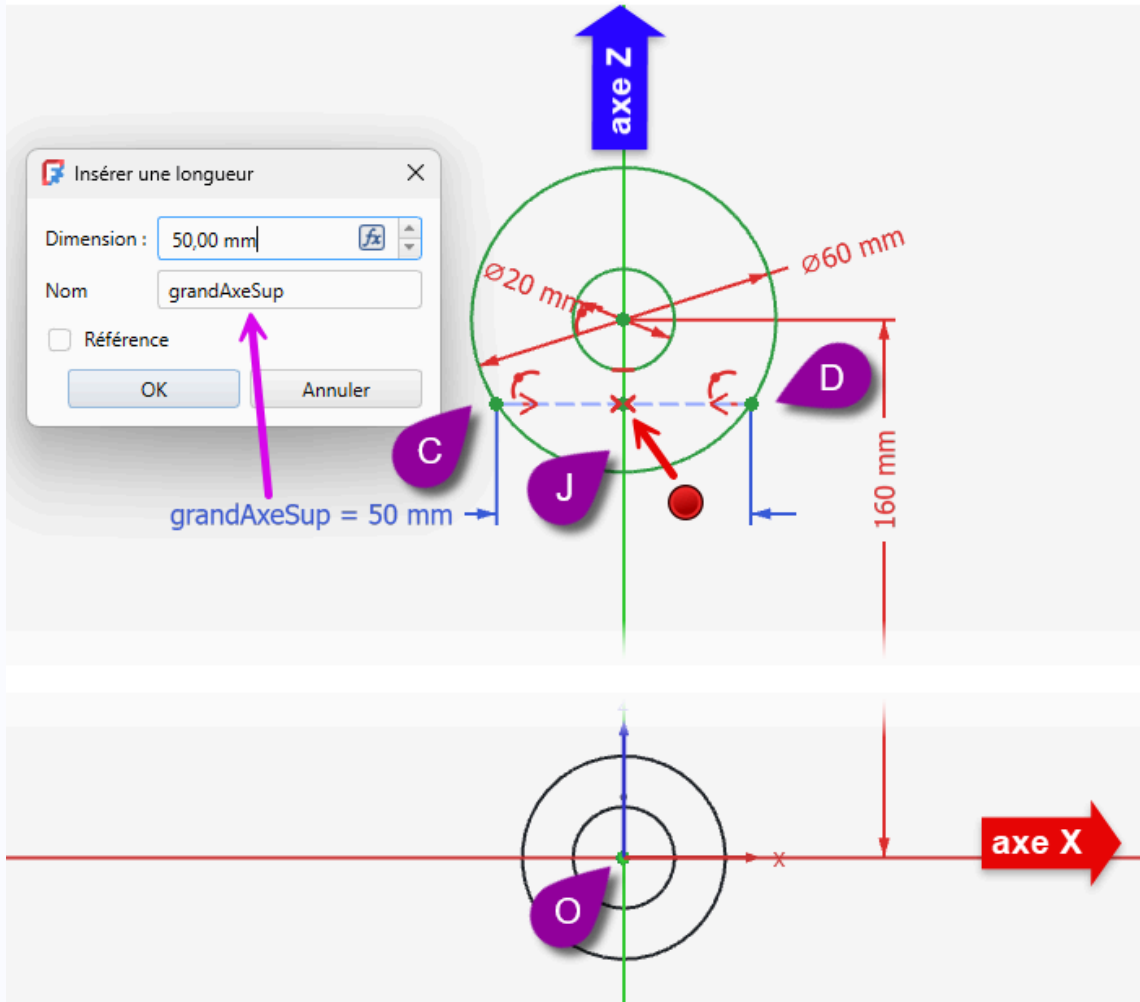 axe Z
Insérer une longueur
Dimension :
50,00 mm
fx
Nom
grandAxeSup
Référence
OK
Annuler
⌀60 mm
⌀20 mm
D
C
J
160 mm
grandAxeSup = 50 mm
axe X
X
O